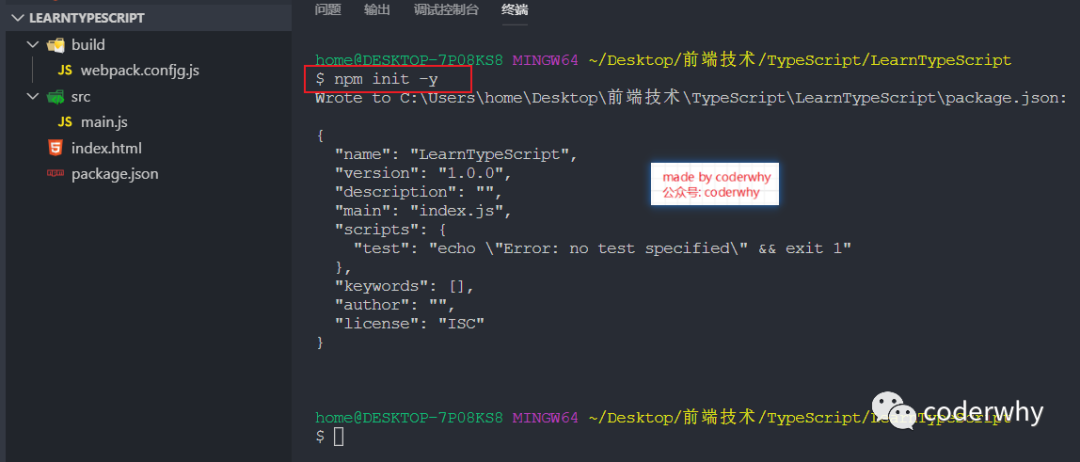 LEARNTYPESCRIPT
build
JS webpack.confjg.js
src
JS main.js
5 index.html
npm package.json
问题 输出 调试控制台 终端
home@DESKTOP-7P08KS8 MINGW64 ~/Desktop/前端技术/TypeScript/LearnTypeScript
$ npm init -y
Wrote to C:\Users\home\Desktop\前端技术\TypeScript\LearnTypeScript\package.json:
{
"name": "LearnTypeScript",
"version": "1.0.0",
"description": "",
"main": "index.js",
"scripts": {
"test": "echo \"Error: no test specified\" && exit 1"
},
"keywords": [],
"author": "",
"license": "ISC"
}
made by coderwhy
公众号: coderwhy
home@DESKTOP-7P08KS8 MINGW64 ~/Desktop/前端技术/TypeScript/LearnTypeScript
$
coderwhy